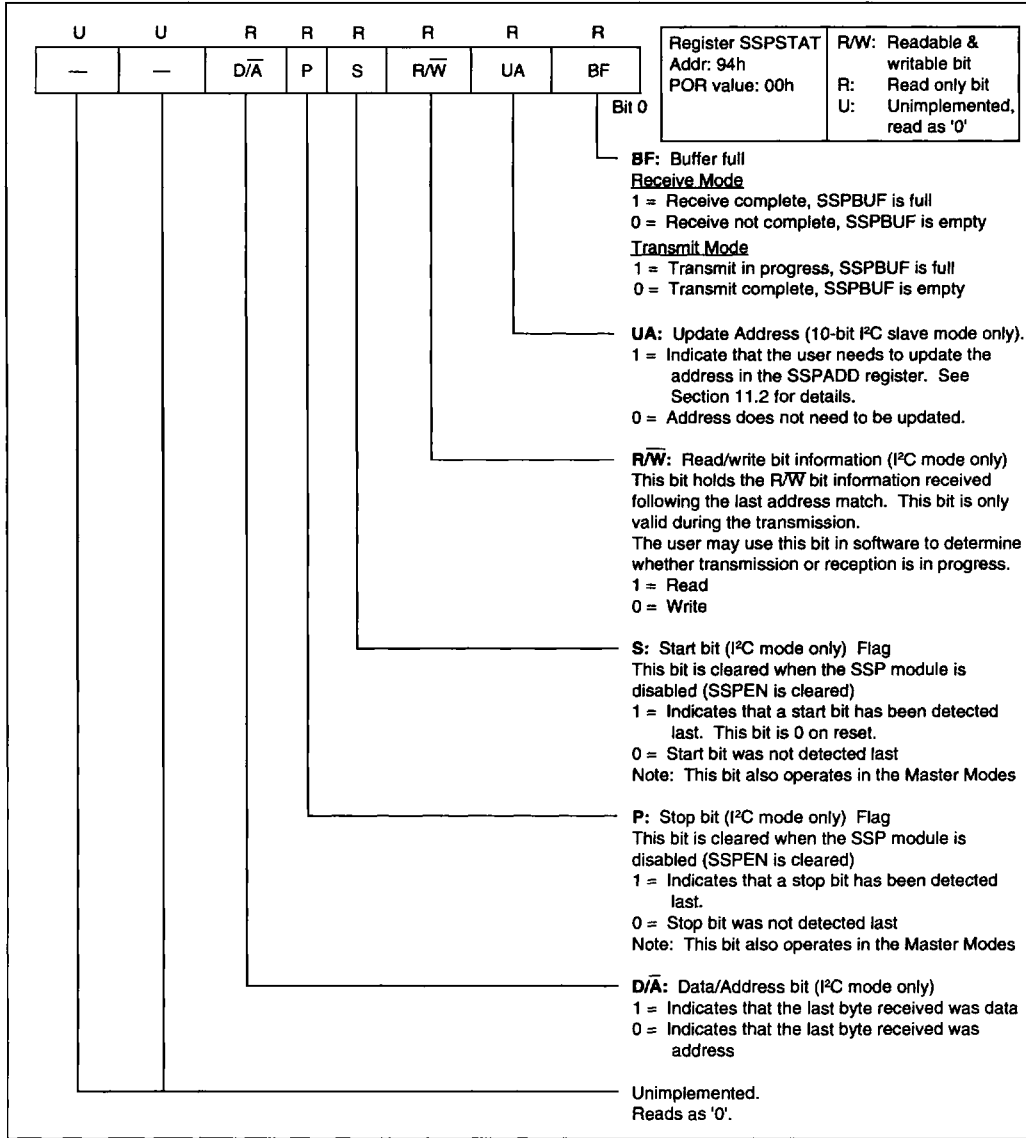 U U R R R R R R
— — D/A̅ P S R/W̅ UA BF
Bit 0
Register SSPSTAT
Addr: 94h
POR value: 00h
R/W: Readable &
writable bit
R: Read only bit
U: Unimplemented,
read as '0'
BF: Buffer full
Receive Mode
1 = Receive complete, SSPBUF is full
0 = Receive not complete, SSPBUF is empty
Transmit Mode
1 = Transmit in progress, SSPBUF is full
0 = Transmit complete, SSPBUF is empty
UA: Update Address (10-bit I²C slave mode only).
1 = Indicate that the user needs to update the
address in the SSPADD register. See
Section 11.2 for details.
0 = Address does not need to be updated.
R/W̅: Read/write bit information (I²C mode only)
This bit holds the R/W̅ bit information received
following the last address match. This bit is only
valid during the transmission.
The user may use this bit in software to determine
whether transmission or reception is in progress.
1 = Read
0 = Write
S: Start bit (I²C mode only) Flag
This bit is cleared when the SSP module is
disabled (SSPEN is cleared)
1 = Indicates that a start bit has been detected
last. This bit is 0 on reset.
0 = Start bit was not detected last
Note: This bit also operates in the Master Modes
P: Stop bit (I²C mode only) Flag
This bit is cleared when the SSP module is
disabled (SSPEN is cleared)
1 = Indicates that a stop bit has been detected
last.
0 = Stop bit was not detected last
Note: This bit also operates in the Master Modes
D/A̅: Data/Address bit (I²C mode only)
1 = Indicates that the last byte received was data
0 = Indicates that the last byte received was
address
Unimplemented.
Reads as '0'.